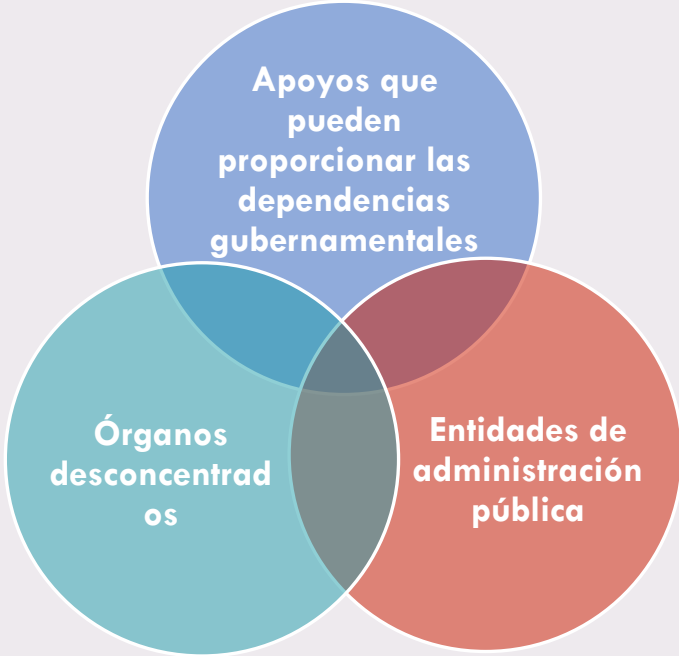 Apoyos que
pueden
proporcionar las
dependencias
gubernamentales
Órganos
desconcentrad
os
Entidades de
administración
pública